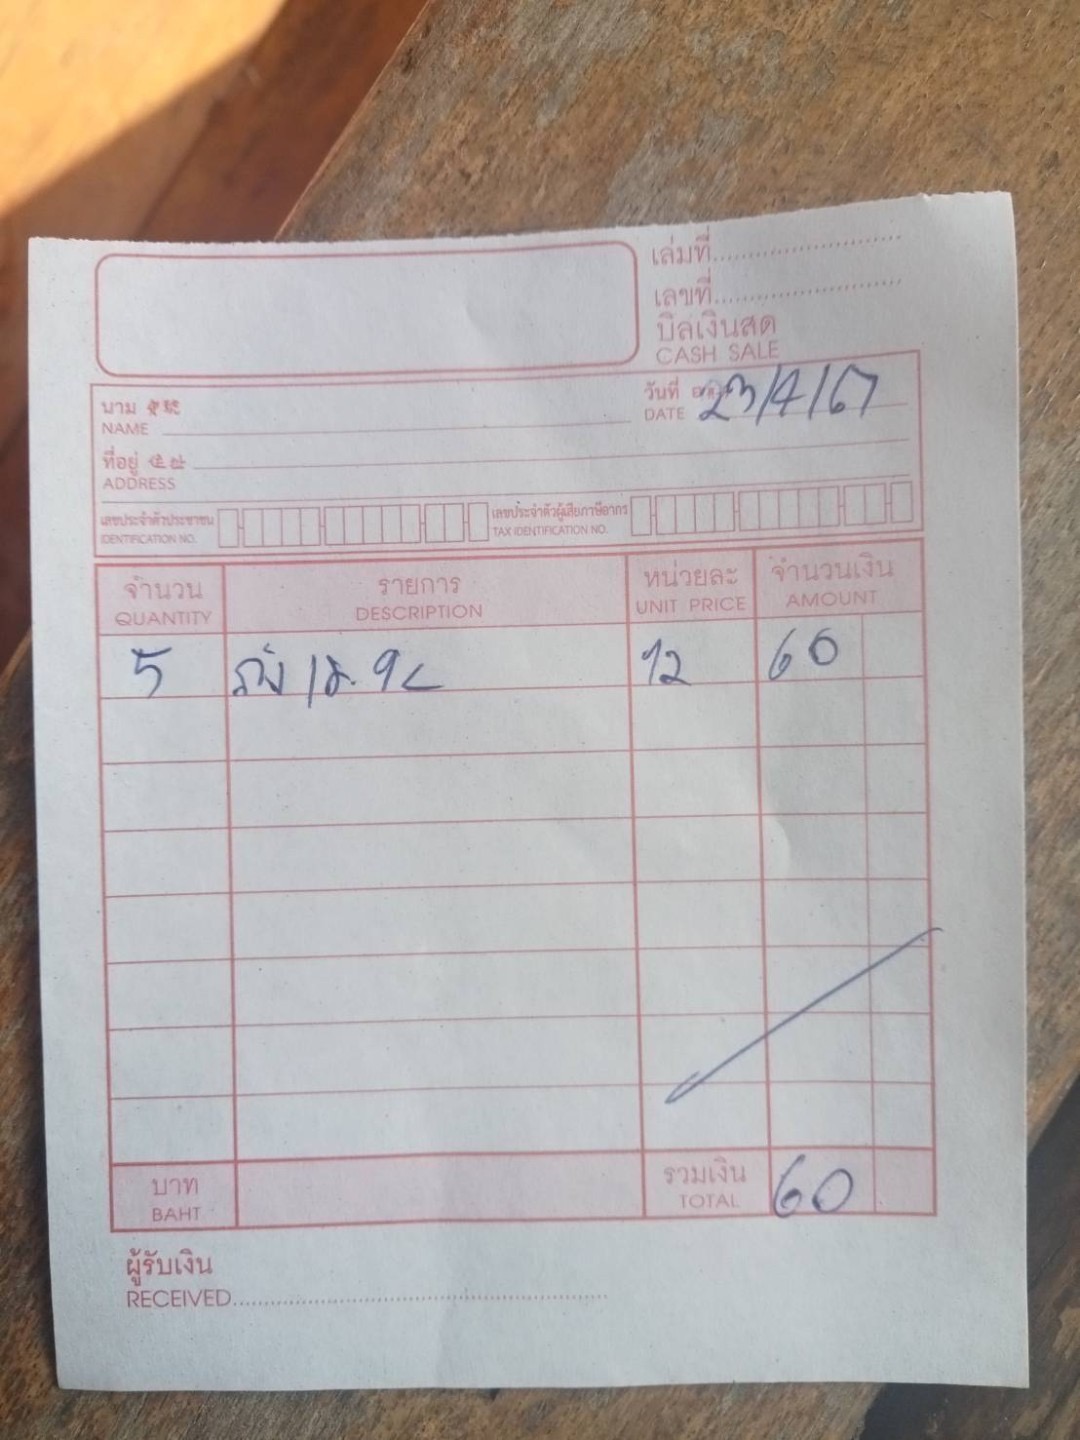 เล่มที่
เลขที่
บิลเงินสด
CASH SALE
นาม วันที่
NAME DATE 23/4/67
ที่อยู่
ADDRESS
เลขประจำตัวประชาชน เลขประจำตัวผู้เสียภาษีอากร
IDENTIFICATION NO. TAX IDENTIFICATION NO.
จำนวน รายการ หน่วยละ จำนวนเงิน
QUANTITY DESCRIPTION UNIT PRICE AMOUNT
5 12 60
บาท รวมเงิน
BAHT TOTAL 60
ผู้รับเงิน
RECEIVED